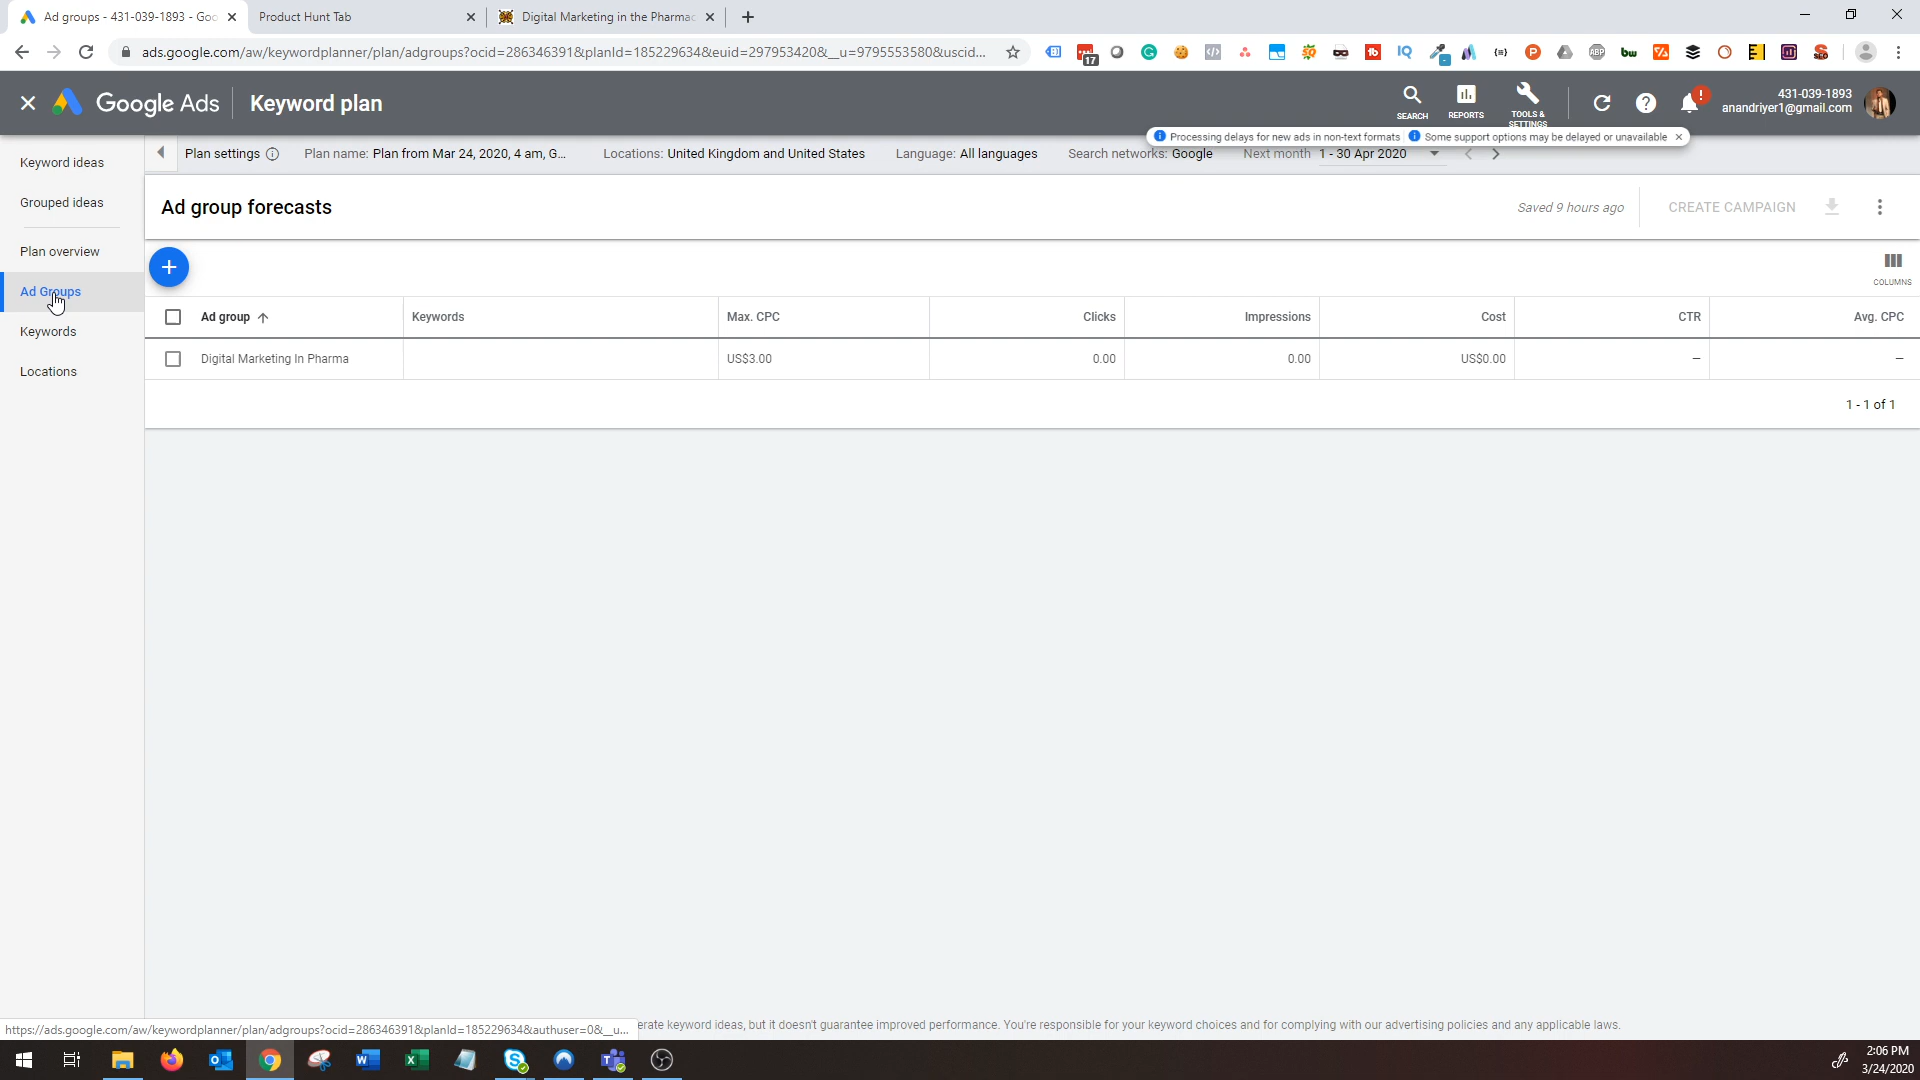 Ad groups - 431-039-1893 - Goo
Product Hunt Tab
Digital Marketing in the Pharmac
ads.google.com/aw/keywordplanner/plan/adgroups?ocid=286346391&planId=185229634&euid=297953420&__u=9795553580&uscid...
17
ABP
bw
Google Ads
Keyword plan
SEARCH
REPORTS
TOOLS &
SETTINGS
431-039-1893
anandriyer1@gmail.com
Processing delays for new ads in non-text formats
Some support options may be delayed or unavailable
Plan settings
Plan name: Plan from Mar 24, 2020, 4 am, G...
Locations: United Kingdom and United States
Language: All languages
Search networks: Google
Next month 1 - 30 Apr 2020
Keyword ideas
Grouped ideas
Plan overview
Ad Groups
Keywords
Locations
Ad group forecasts
Saved 9 hours ago
CREATE CAMPAIGN
COLUMNS
Ad group
Keywords
Max. CPC
Clicks
Impressions
Cost
CTR
Avg. CPC
Digital Marketing In Pharma
US$3.00
0.00
0.00
US$0.00
–
–
1 - 1 of 1
https://ads.google.com/aw/keywordplanner/plan/adgroups?ocid=286346391&planId=185229634&authuser=0&__u...
erate keyword ideas, but it doesn't guarantee improved performance. You're responsible for your keyword choices and for complying with our advertising policies and any applicable laws.
2:06 PM
3/24/2020